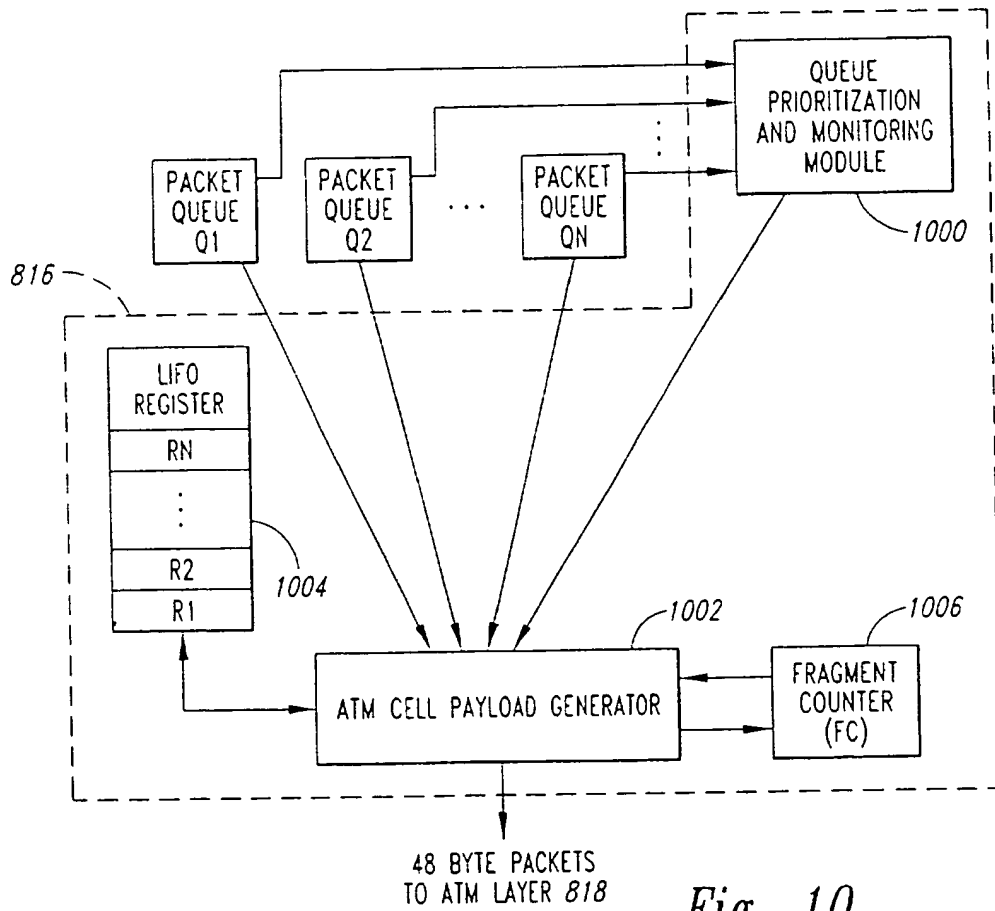 QUEUE
PRIORITIZATION
AND MONITORING
MODULE
1000
PACKET
QUEUE
Q1
PACKET
QUEUE
Q2
. . .
PACKET
QUEUE
QN
816
LIFO
REGISTER
RN
R2
R1
1004
1002
ATM CELL PAYLOAD GENERATOR
1006
FRAGMENT
COUNTER
(FC)
48 BYTE PACKETS
TO ATM LAYER 818
Fig. 10